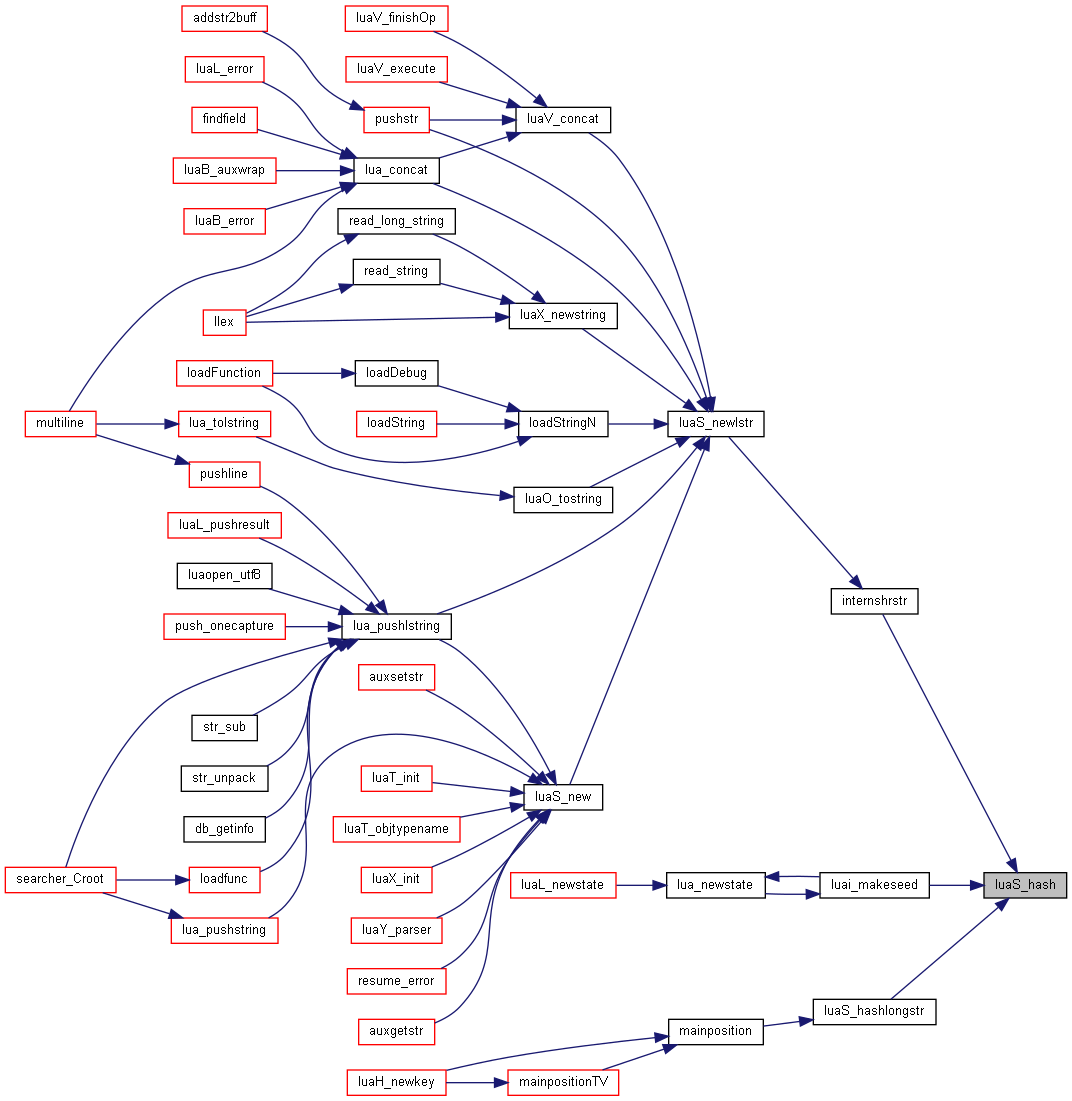 addstr2buff
luaV_finishOp
luaL_error
luaV_execute
findfield
pushstr
luaV_concat
luaB_auxwrap
lua_concat
luaB_error
read_long_string
read_string
luaX_newstring
llex
loadFunction
loadDebug
multiline
lua_tolstring
loadString
loadStringN
luaS_newlstr
pushline
luaO_tostring
luaL_pushresult
luaopen_utf8
internshrstr
push_onecapture
lua_pushlstring
auxsetstr
str_sub
str_unpack
luaT_init
luaS_new
db_getinfo
luaT_objtypename
searcher_Croot
loadfunc
luaX_init
luaL_newstate
lua_newstate
luai_makeseed
luaS_hash
lua_pushstring
luaY_parser
resume_error
luaS_hashlongstr
auxgetstr
mainposition
luaH_newkey
mainpositionTV